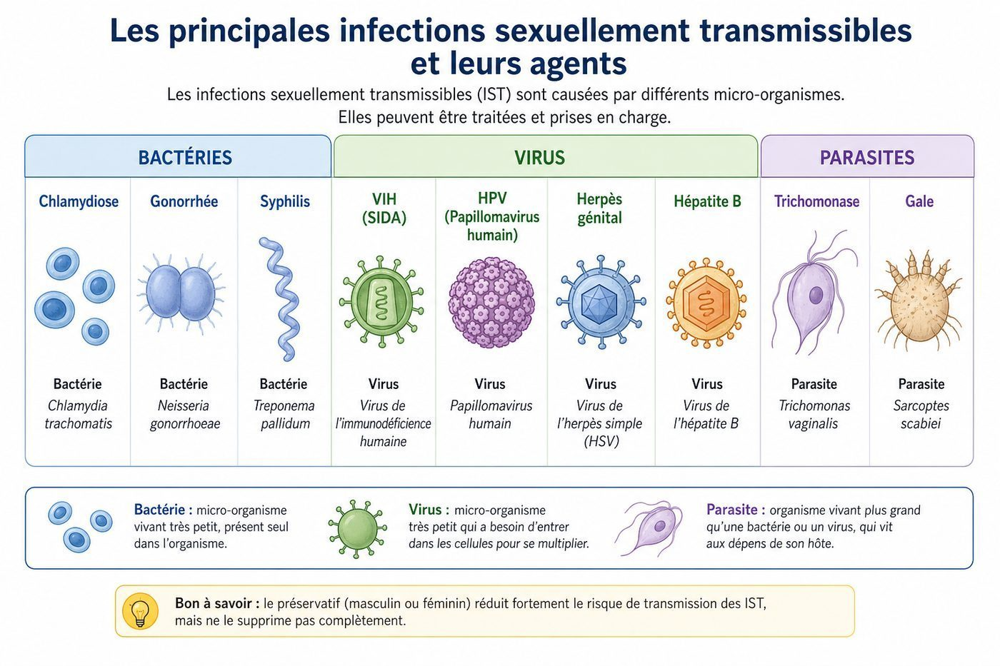 Les principales infections sexuellement transmissibles
et leurs agents
Les infections sexuellement transmissibles (IST) sont causées par différents micro-organismes.
Elles peuvent être traitées et prises en charge.
BACTÉRIES
VIRUS
PARASITES
Chlamydiose
Gonorrhée
Syphilis
VIH
(SIDA)
HPV
(Papillomavirus
humain)
Herpès
génital
Hépatite B
Trichomonase
Gale
Bactérie
Chlamydia
trachomatis
Bactérie
Neisseria
gonorrhoeae
Bactérie
Treponema
pallidum
Virus
Virus de
l'immunodéficience
humaine
Virus
Papillomavirus
humain
Virus
Virus de
l'herpès simple
(HSV)
Virus
Virus de
l'hépatite B
Parasite
Trichomonas
vaginalis
Parasite
Sarcoptes
scabiei
Bactérie : micro-organisme
vivant très petit, présent seul
dans l'organisme.
Virus : micro-organisme
très petit qui a besoin d'entrer
dans les cellules pour se multiplier.
Parasite : organisme vivant plus grand
qu'une bactérie ou un virus, qui vit
aux dépens de son hôte.
Bon à savoir : le préservatif (masculin ou féminin) réduit fortement le risque de transmission des IST,
mais ne le supprime pas complètement.